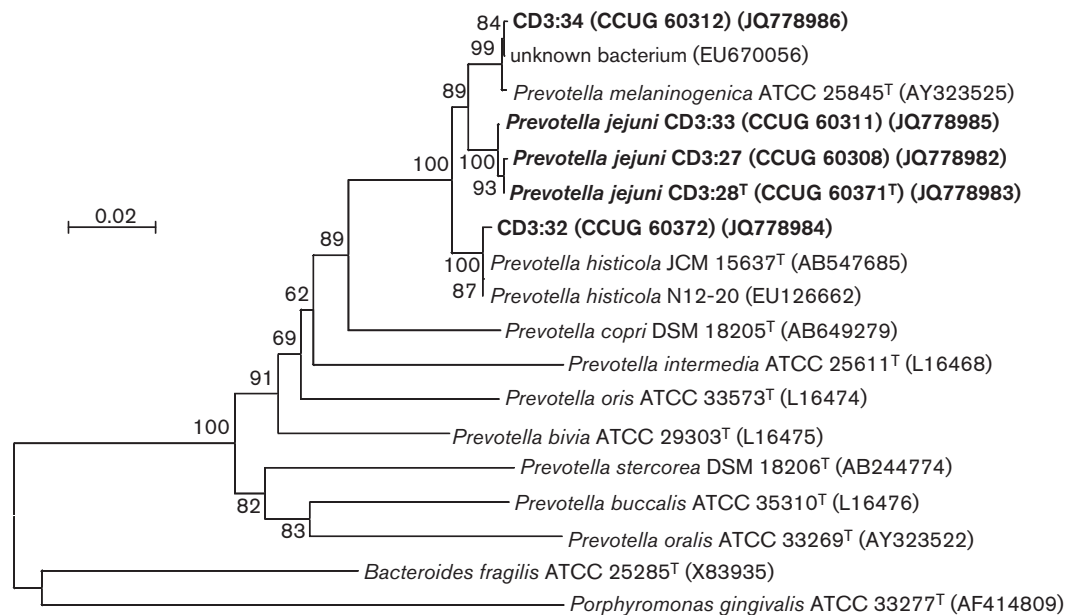 84
CD3:34 (CCUG 60312) (JQ778986)
99
unknown bacterium (EU670056)
89
Prevotella melaninogenica ATCC 25845ᵀ (AY323525)
Prevotella jejuni CD3:33 (CCUG 60311) (JQ778985)
100
100
Prevotella jejuni CD3:27 (CCUG 60308) (JQ778982)
93
Prevotella jejuni CD3:28ᵀ (CCUG 60371ᵀ) (JQ778983)
0.02
CD3:32 (CCUG 60372) (JQ778984)
89
100
Prevotella histicola JCM 15637ᵀ (AB547685)
87
Prevotella histicola N12-20 (EU126662)
62
Prevotella copri DSM 18205ᵀ (AB649279)
69
Prevotella intermedia ATCC 25611ᵀ (L16468)
91
Prevotella oris ATCC 33573ᵀ (L16474)
100
Prevotella bivia ATCC 29303ᵀ (L16475)
Prevotella stercorea DSM 18206ᵀ (AB244774)
82
Prevotella buccalis ATCC 35310ᵀ (L16476)
83
Prevotella oralis ATCC 33269ᵀ (AY323522)
Bacteroides fragilis ATCC 25285ᵀ (X83935)
Porphyromonas gingivalis ATCC 33277ᵀ (AF414809)